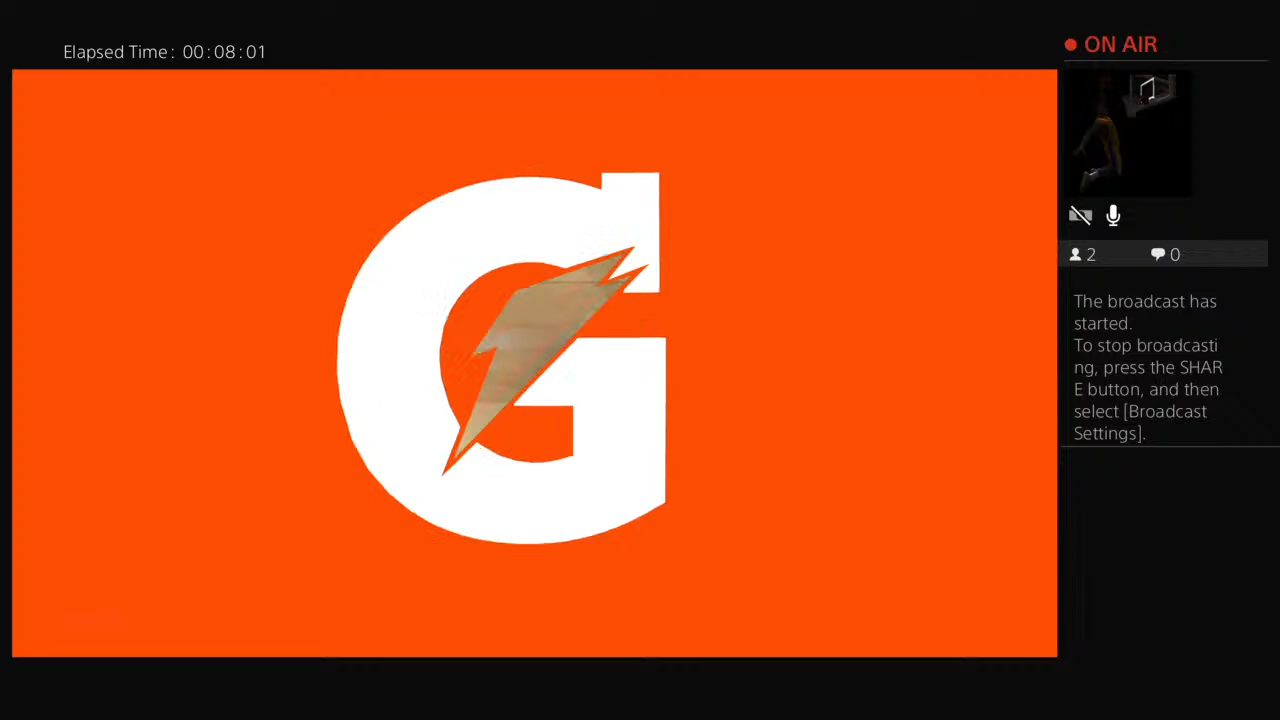 Elapsed Time: 00:08:01
ON AIR
G
2
0
The broadcast has
started.
To stop broadcasti
ng, press the SHAR
E button, and then
select [Broadcast
Settings].